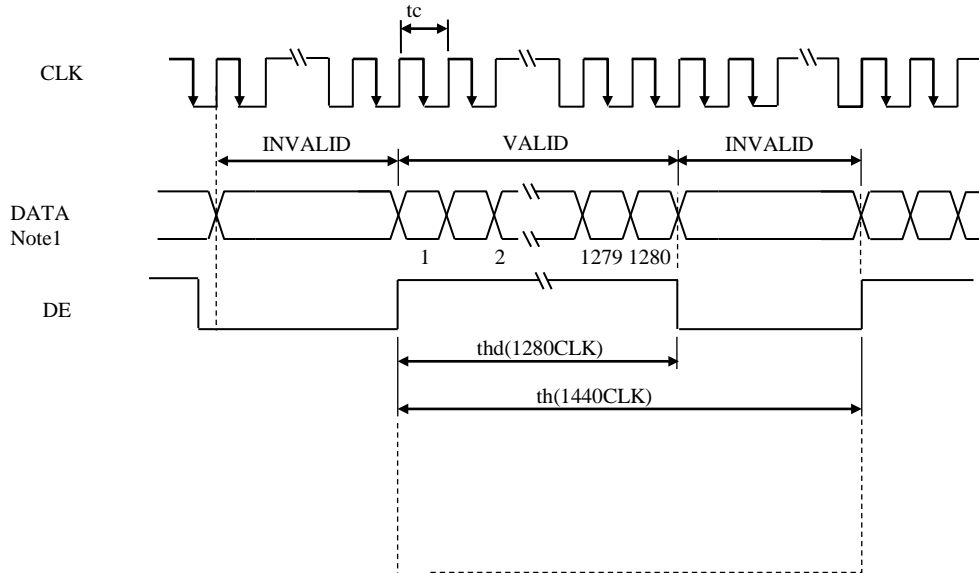 tc
CLK
INVALID VALID INVALID
DATA
Note1
1 2 1279 1280
DE
thd(1280CLK)
th(1440CLK)